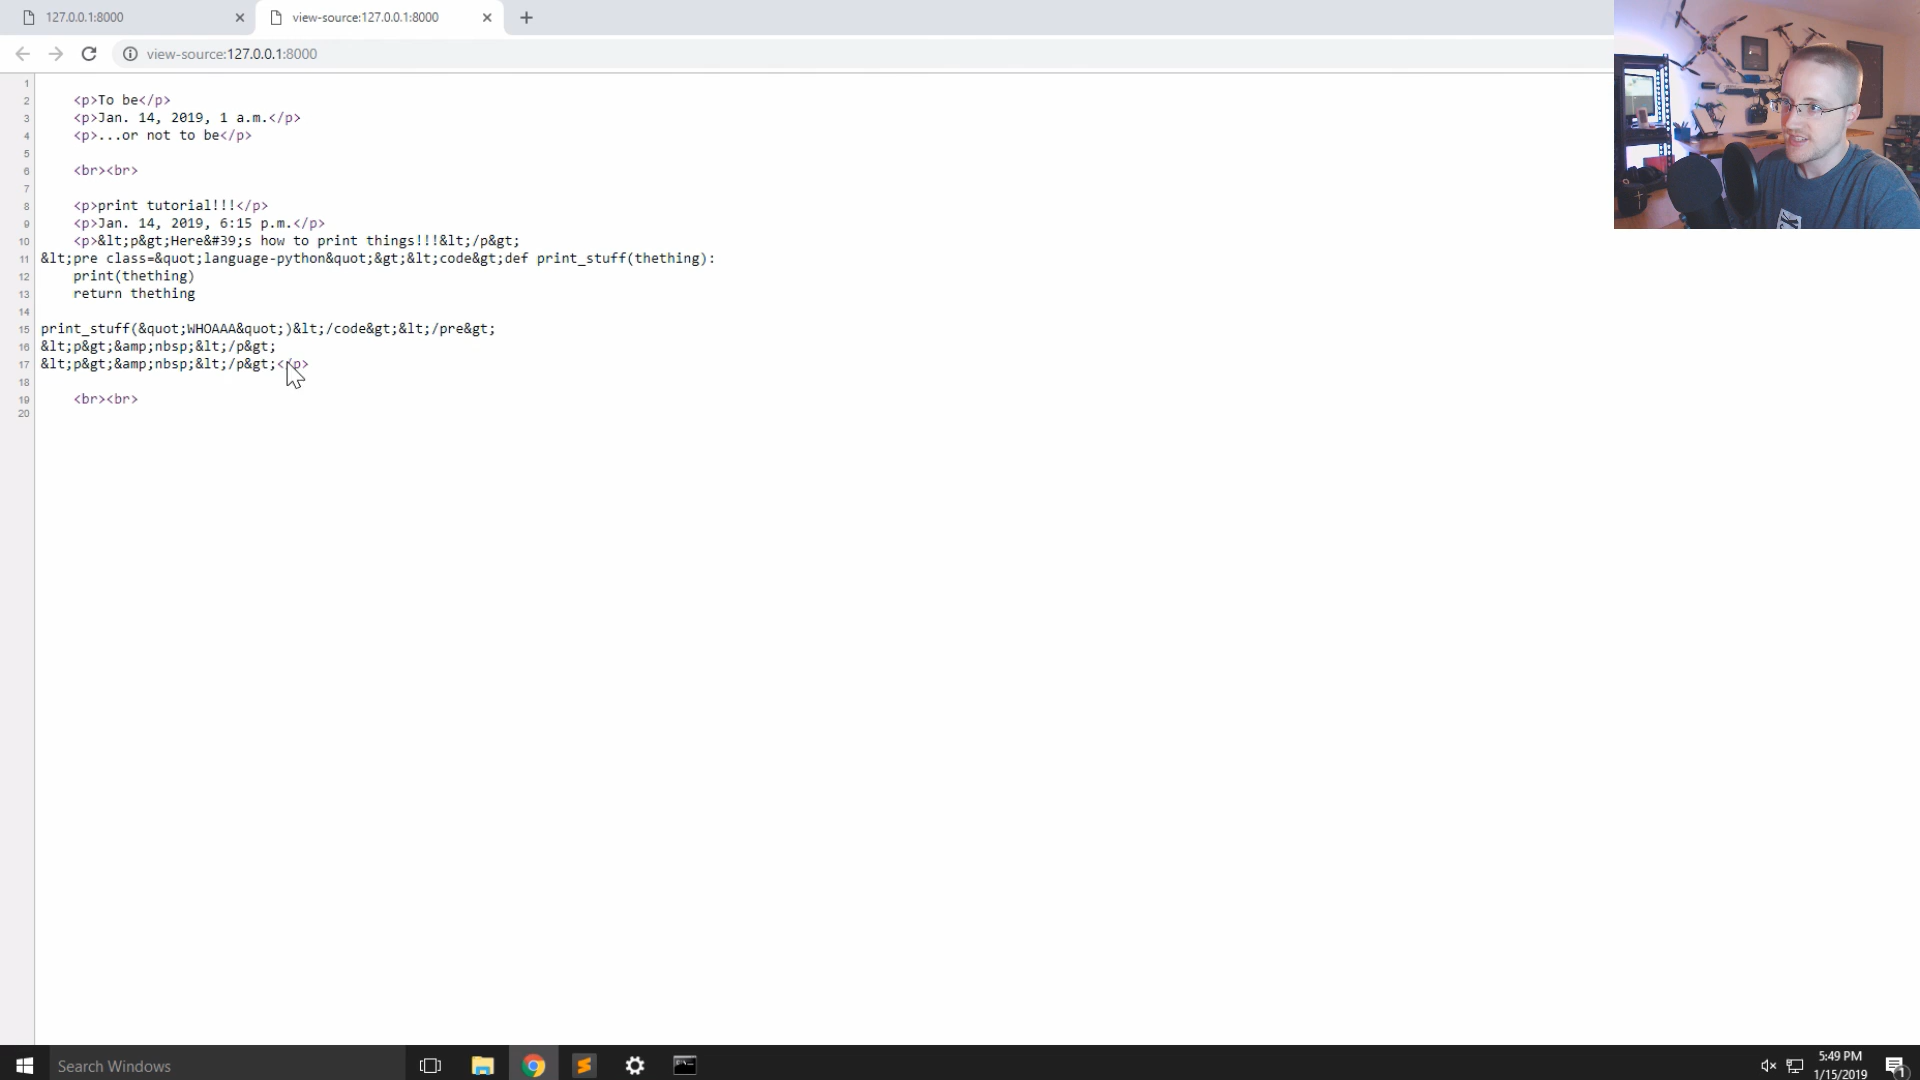 127.0.0.1:8000
view-source:127.0.0.1:8000
view-source:127.0.0.1:8000
1
2 <p>To be</p>
3 <p>Jan. 14, 2019, 1 a.m.</p>
4 <p>...or not to be</p>
5
6 <br><br>
7
8 <p>print tutorial!!!</p>
9 <p>Jan. 14, 2019, 6:15 p.m.</p>
10 <p>&lt;p&gt;Here&#39;s how to print things!!!&lt;/p&gt;
11 &lt;pre class=&quot;language-python&quot;&gt;&lt;code&gt;def print_stuff(thething):
12 print(thething)
13 return thething
14
15 print_stuff(&quot;WHOAAA&quot;)&lt;/code&gt;&lt;/pre&gt;
16 &lt;p&gt;&amp;nbsp;&lt;/p&gt;
17 &lt;p&gt;&amp;nbsp;&lt;/p&gt;</p>
18
19 <br><br>
20
Search Windows
5:49 PM
1/15/2019
1